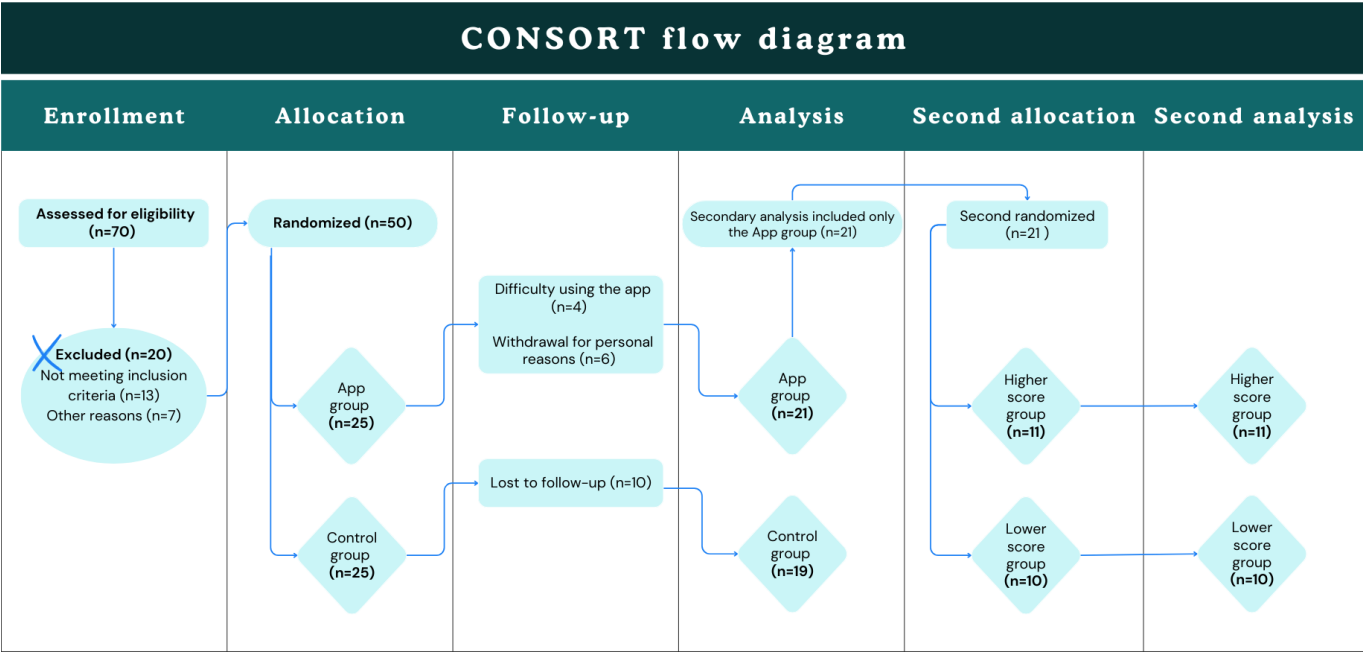 CONSORT flow diagram
Enrollment
Allocation
Follow-up
Analysis
Second allocation
Second analysis
Assessed for eligibility
(n=70)
Excluded (n=20)
Not meeting inclusion
criteria (n=13)
Other reasons (n=7)
Randomized (n=50)
App
group
(n=25)
Control
group
(n=25)
Difficulty using the app
(n=4)
Withdrawal for personal
reasons (n=6)
Lost to follow-up (n=10)
Secondary analysis included only
the App group (n=21)
App
group
(n=21)
Control
group
(n=19)
Second randomized
(n=21 )
Higher
score
group
(n=11)
Lower
score
group
(n=10)
Higher
score
group
(n=11)
Lower
score
group
(n=10)